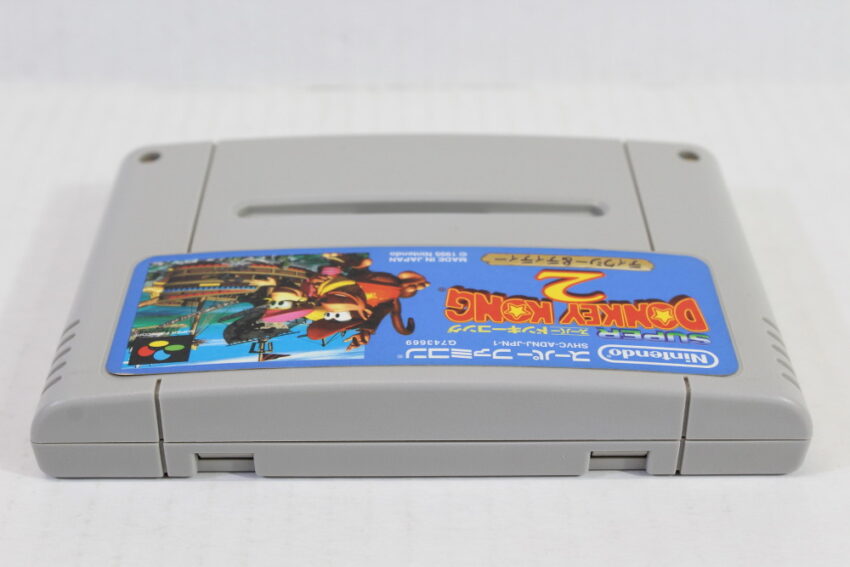 Nintendo®
スーパーファミコン
SHVC-ADNJ-JPN-1 Q743669
SUPER
スーパードンキーコング
DONKEY KONG®
2
ディクシー&ディディー
MADE IN JAPAN
© 1995 Nintendo